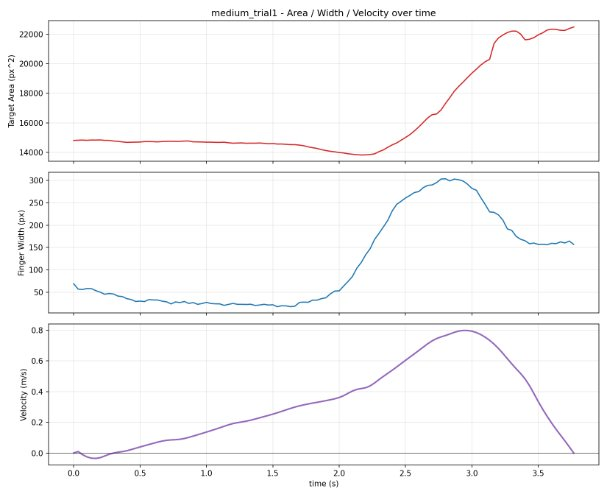 medium_trial1 - Area / Width / Velocity over time
Target Area (px^2)
22000
20000
18000
16000
14000
Finger Width (px)
300
250
200
150
100
50
Velocity (m/s)
0.8
0.6
0.4
0.2
0.0
0.0 0.5 1.0 1.5 2.0 2.5 3.0 3.5
time (s)